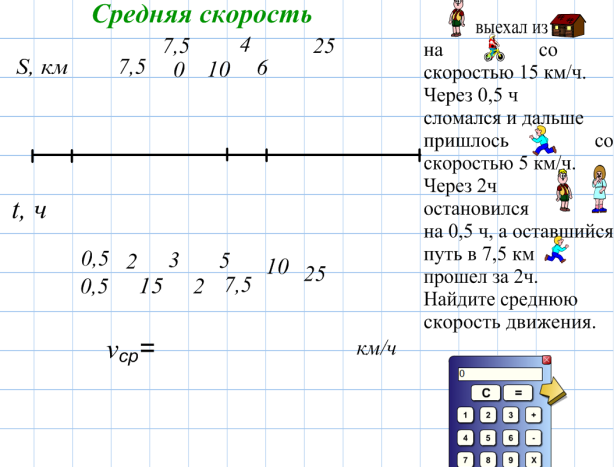 Средняя скорость
7,5 4 25
S, км 7,5 0 10 6
t, ч
0,5 2 3 5 10 25
0,5 15 2 7,5
vср= км/ч
выехал из
на со
скоростью 15 км/ч.
Через 0,5 ч
сломался и дальше
пришлось со
скоростью 5 км/ч.
Через 2ч
остановился
на 0,5 ч, а оставшийся
путь в 7,5 км
прошел за 2ч.
Найдите среднюю
скорость движения.
0
C =
1 2 3 +
4 5 6 -
7 8 9 X